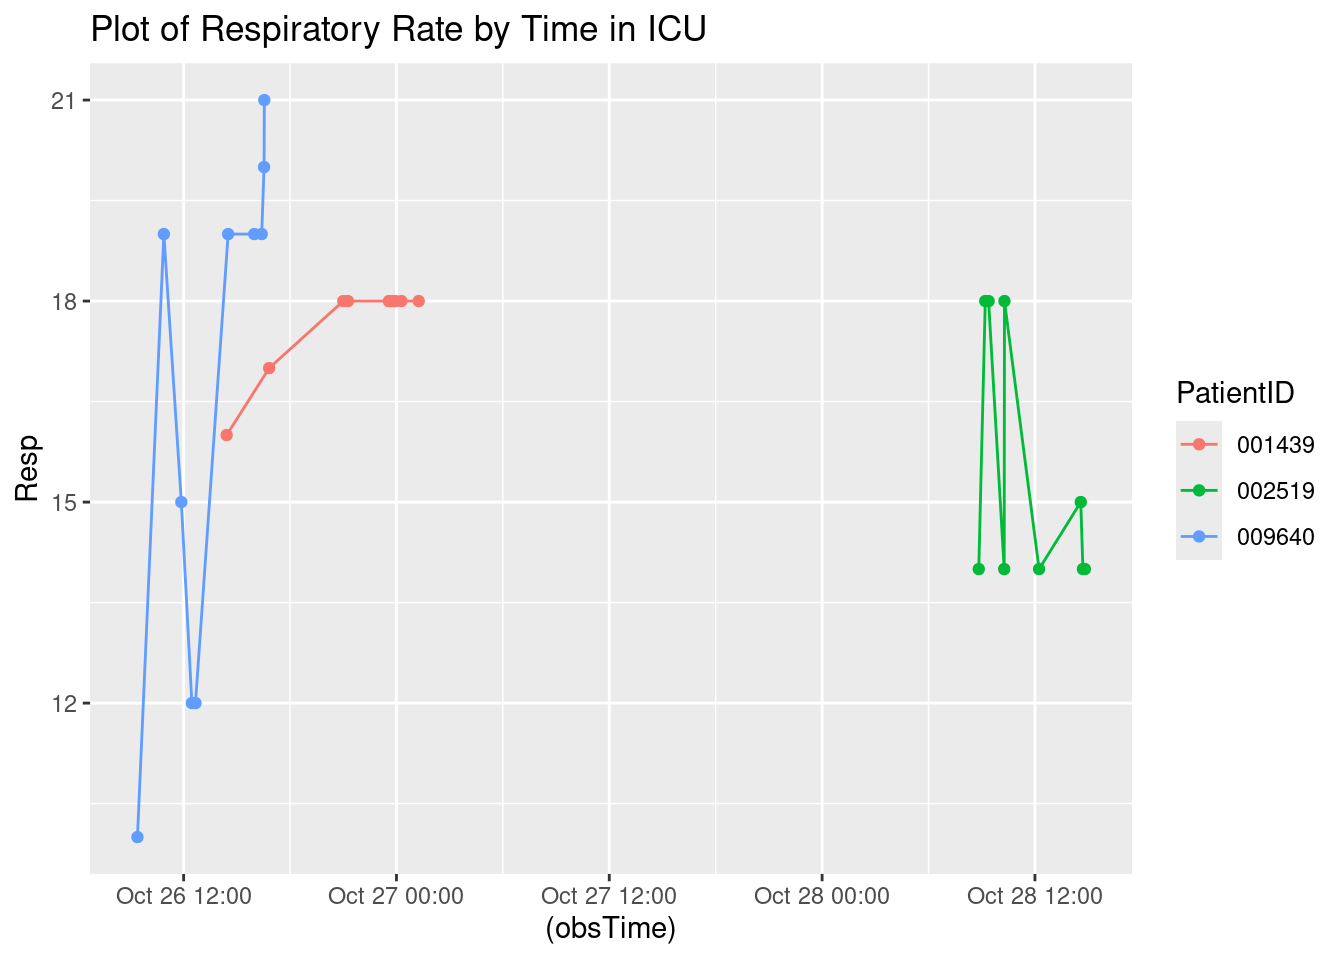 Plot of Respiratory Rate by Time in ICU
21
18
15
12
Resp
Oct 26 12:00
Oct 27 00:00
Oct 27 12:00
Oct 28 00:00
Oct 28 12:00
(obsTime)
PatientID
001439
002519
009640